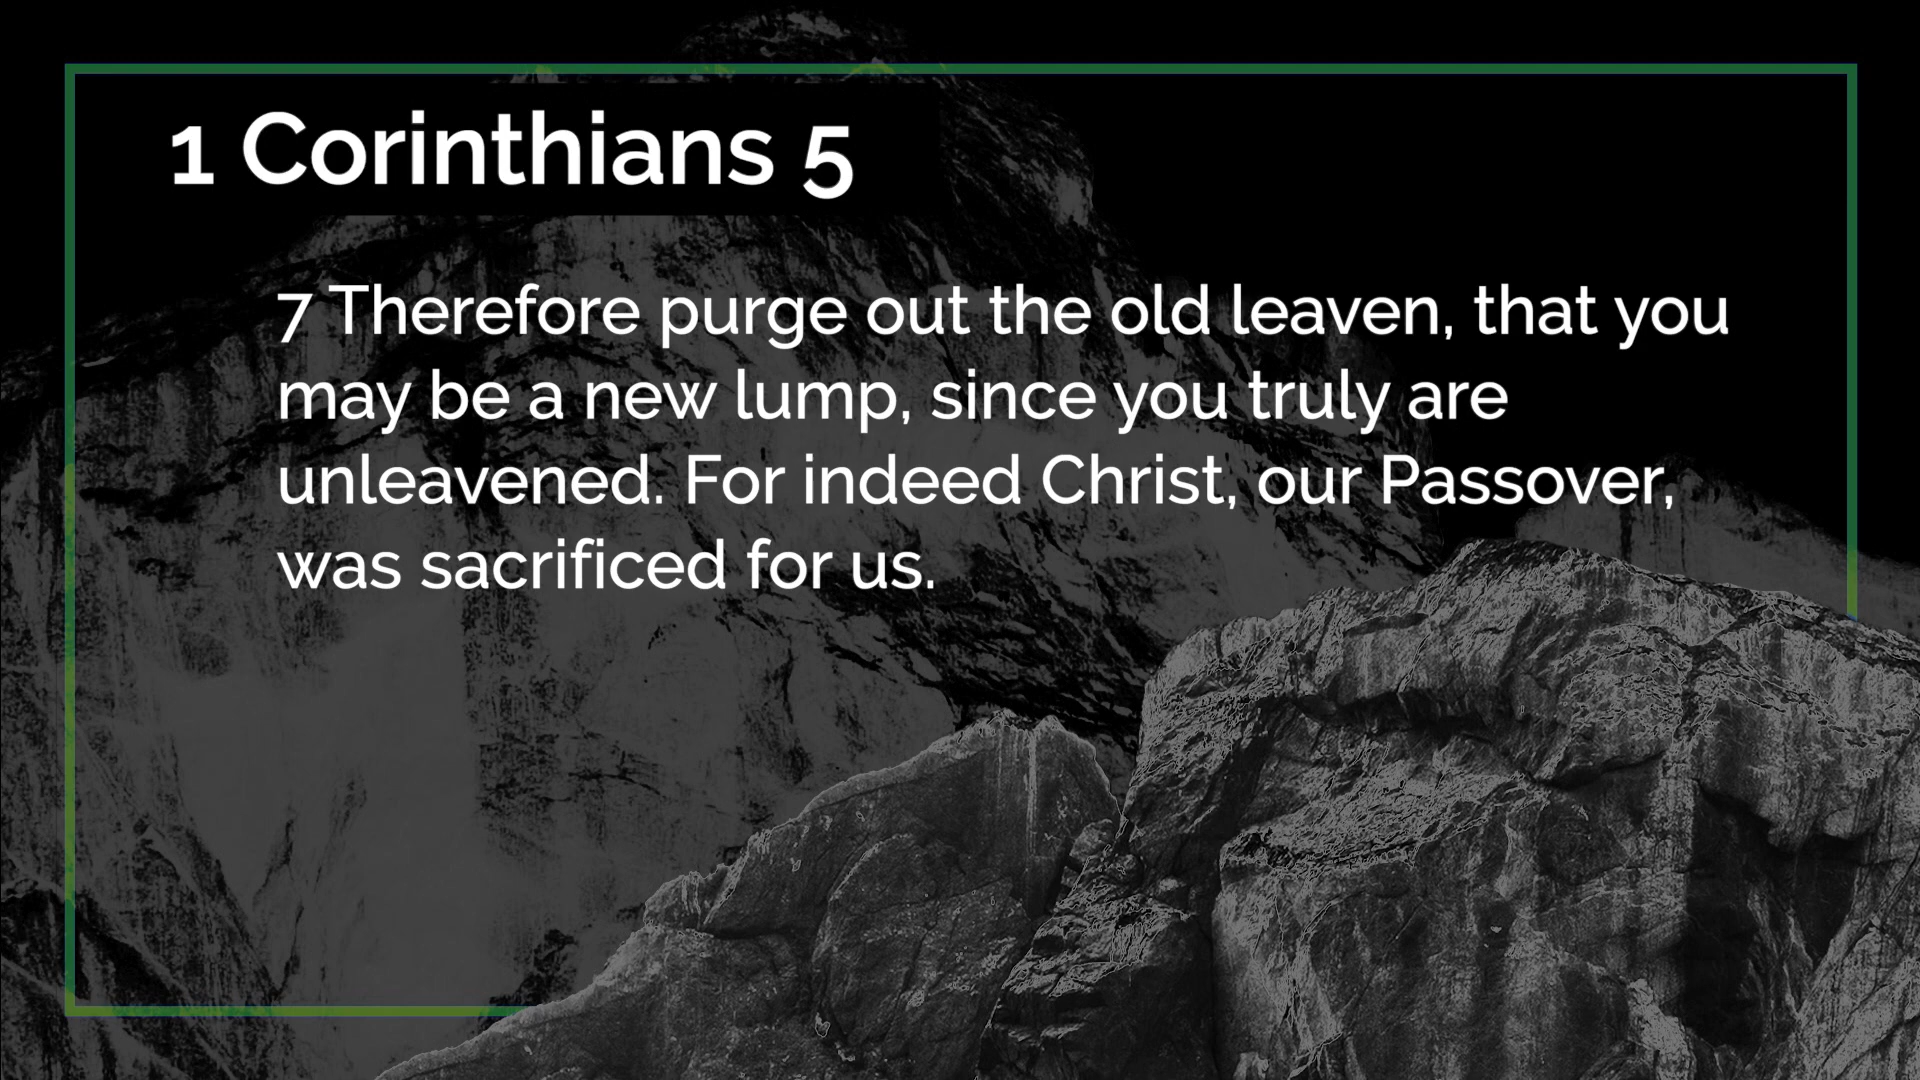 1 Corinthians 5
7 Therefore purge out the old leaven, that you
may be a new lump, since you truly are
unleavened. For indeed Christ, our Passover,
was sacrificed for us.